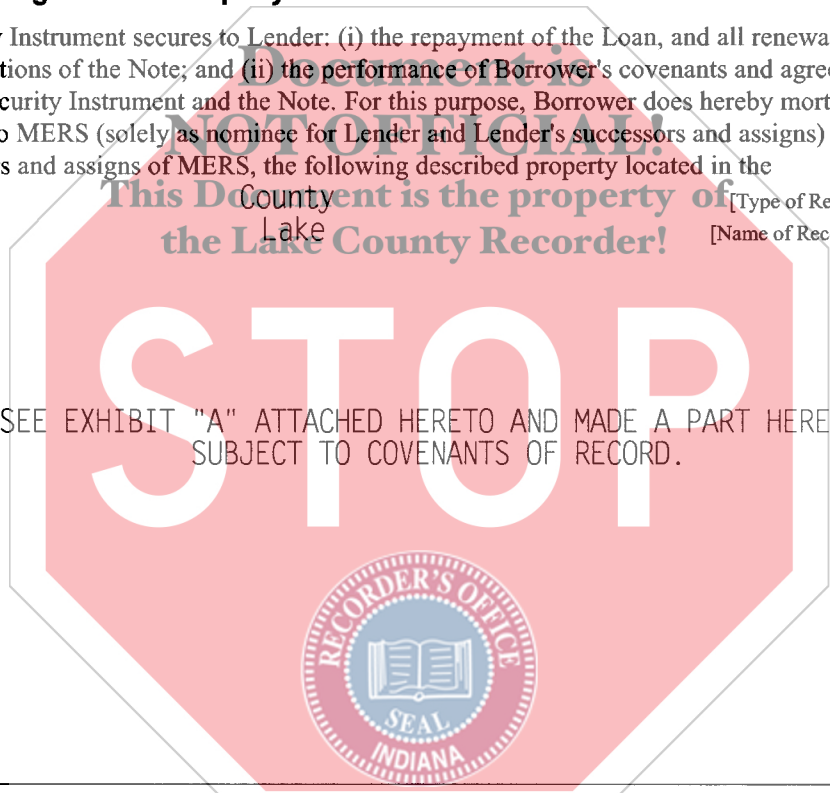 y Instrument secures to Lender: (i) the repayment of the Loan, and all renewa
tions of the Note; and (ii) the performance of Borrower's covenants and agree
curity Instrument and the Note. For this purpose, Borrower does hereby mort
o MERS (solely as nominee for Lender and Lender's successors and assigns)
s and assigns of MERS, the following described property located in the
County [Type of Re
Lake [Name of Rec
Document is
NOT OFFICIAL!
This Document is the property of
the Lake County Recorder!
STOP
SEE EXHIBIT "A" ATTACHED HERETO AND MADE A PART HERE
SUBJECT TO COVENANTS OF RECORD.
RECORDER'S OFFICE
SEAL
INDIANA